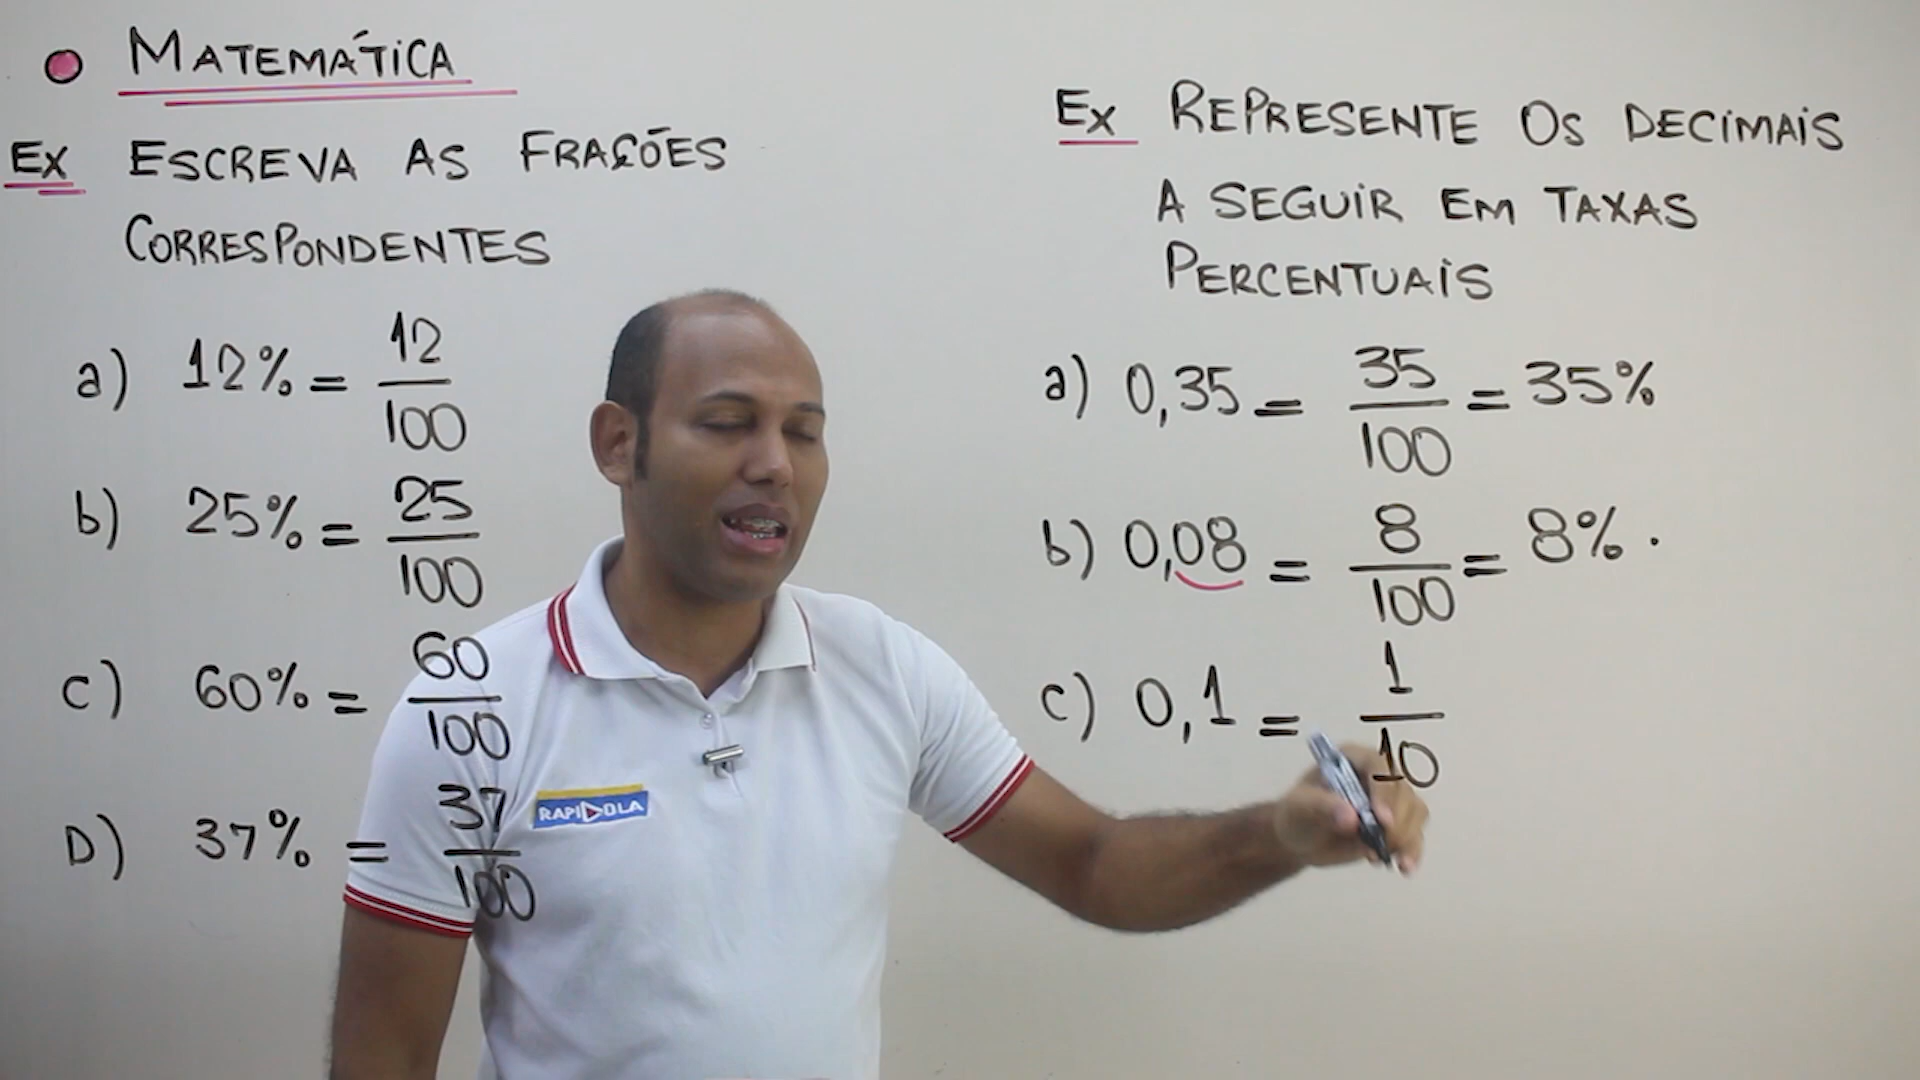 MATEMÁTICA
Ex ESCREVA AS FRAÇÕES
CORRESPONDENTES
a) 12% = 12/100
b) 25% = 25/100
c) 60% = 60/100
D) 37% = 37/100
Ex REPRESENTE OS DECIMAIS
A SEGUIR EM TAXAS
PERCENTUAIS
a) 0,35 = 35/100 = 35%
b) 0,08 = 8/100 = 8% .
c) 0,1 = 1/10
RAPIDOLA